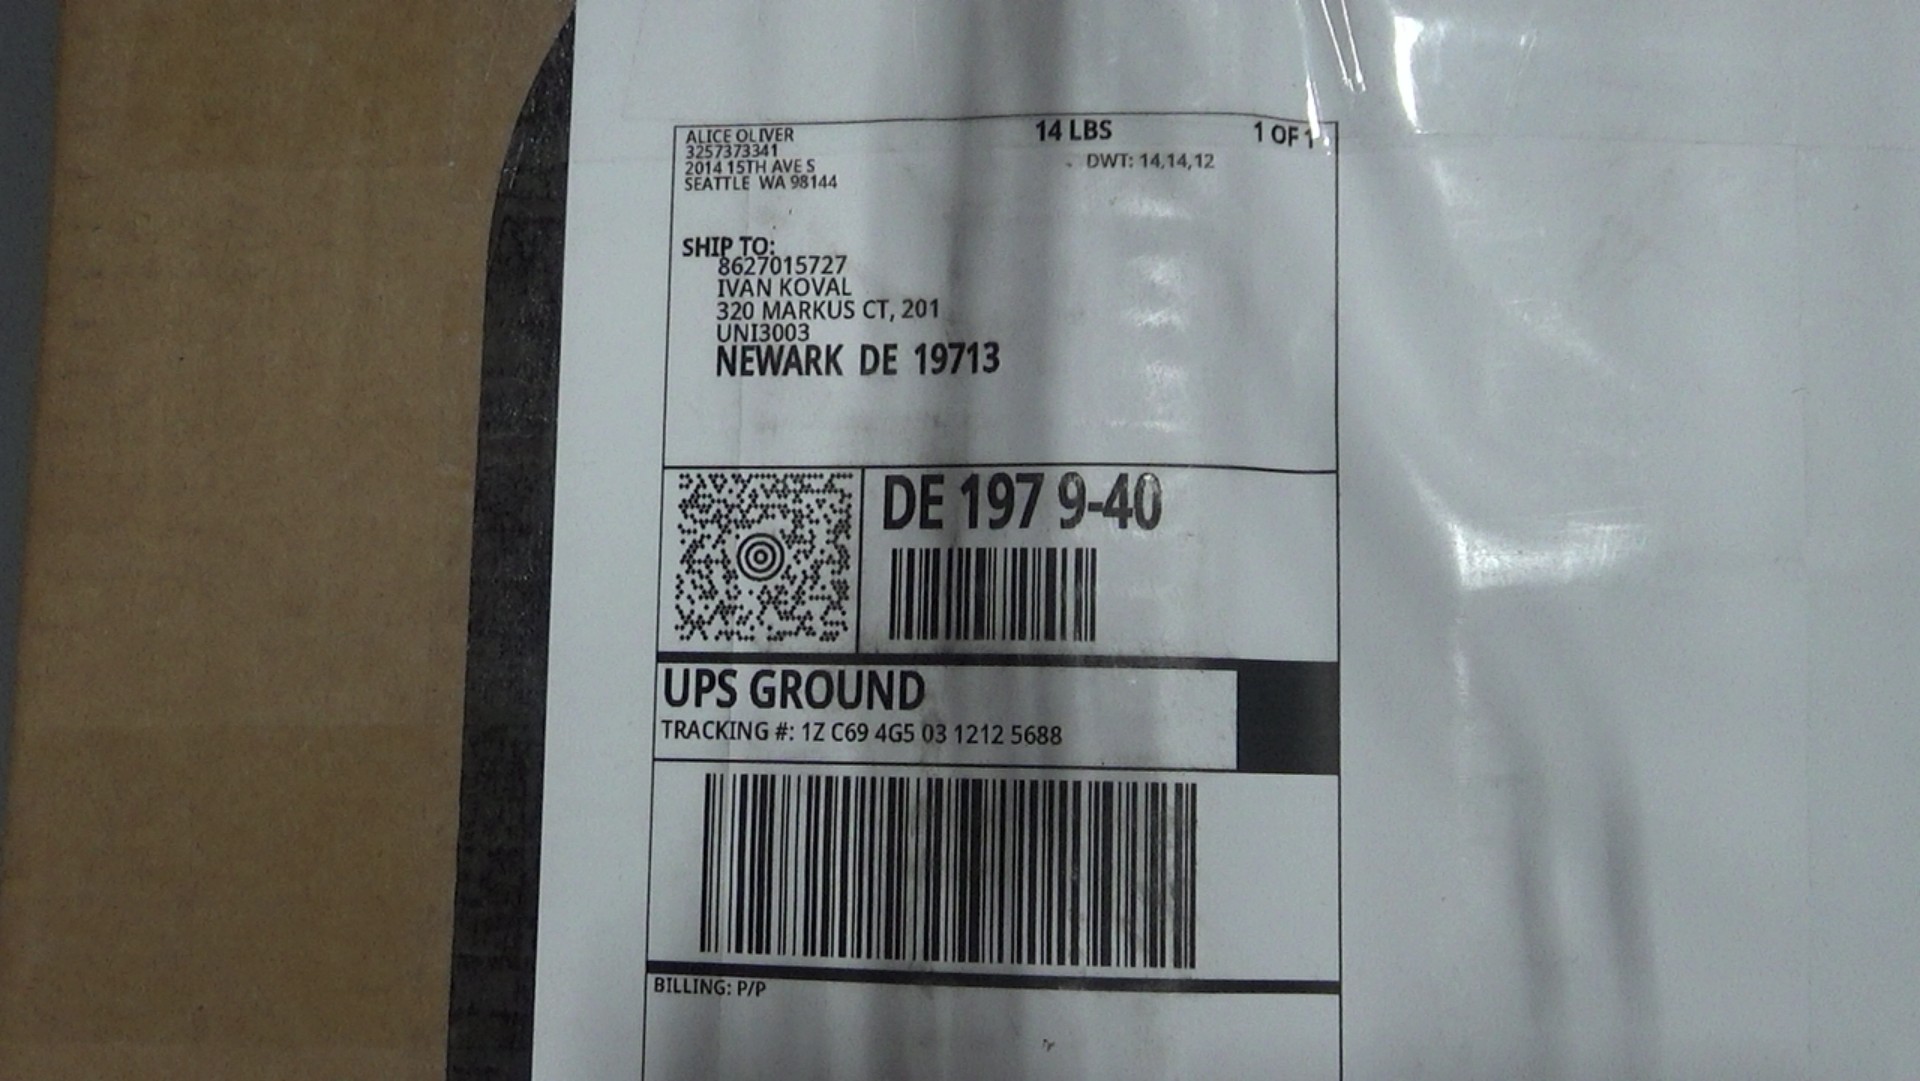 ALICE OLIVER
3257373341
2014 15TH AVE S
SEATTLE WA 98144
14 LBS
1 OF 1
DWT: 14,14,12
SHIP TO:
8627015727
IVAN KOVAL
320 MARKUS CT, 201
UNI3003
NEWARK DE 19713
DE 197 9-40
UPS GROUND
TRACKING #: 1Z C69 4G5 03 1212 5688
BILLING: P/P